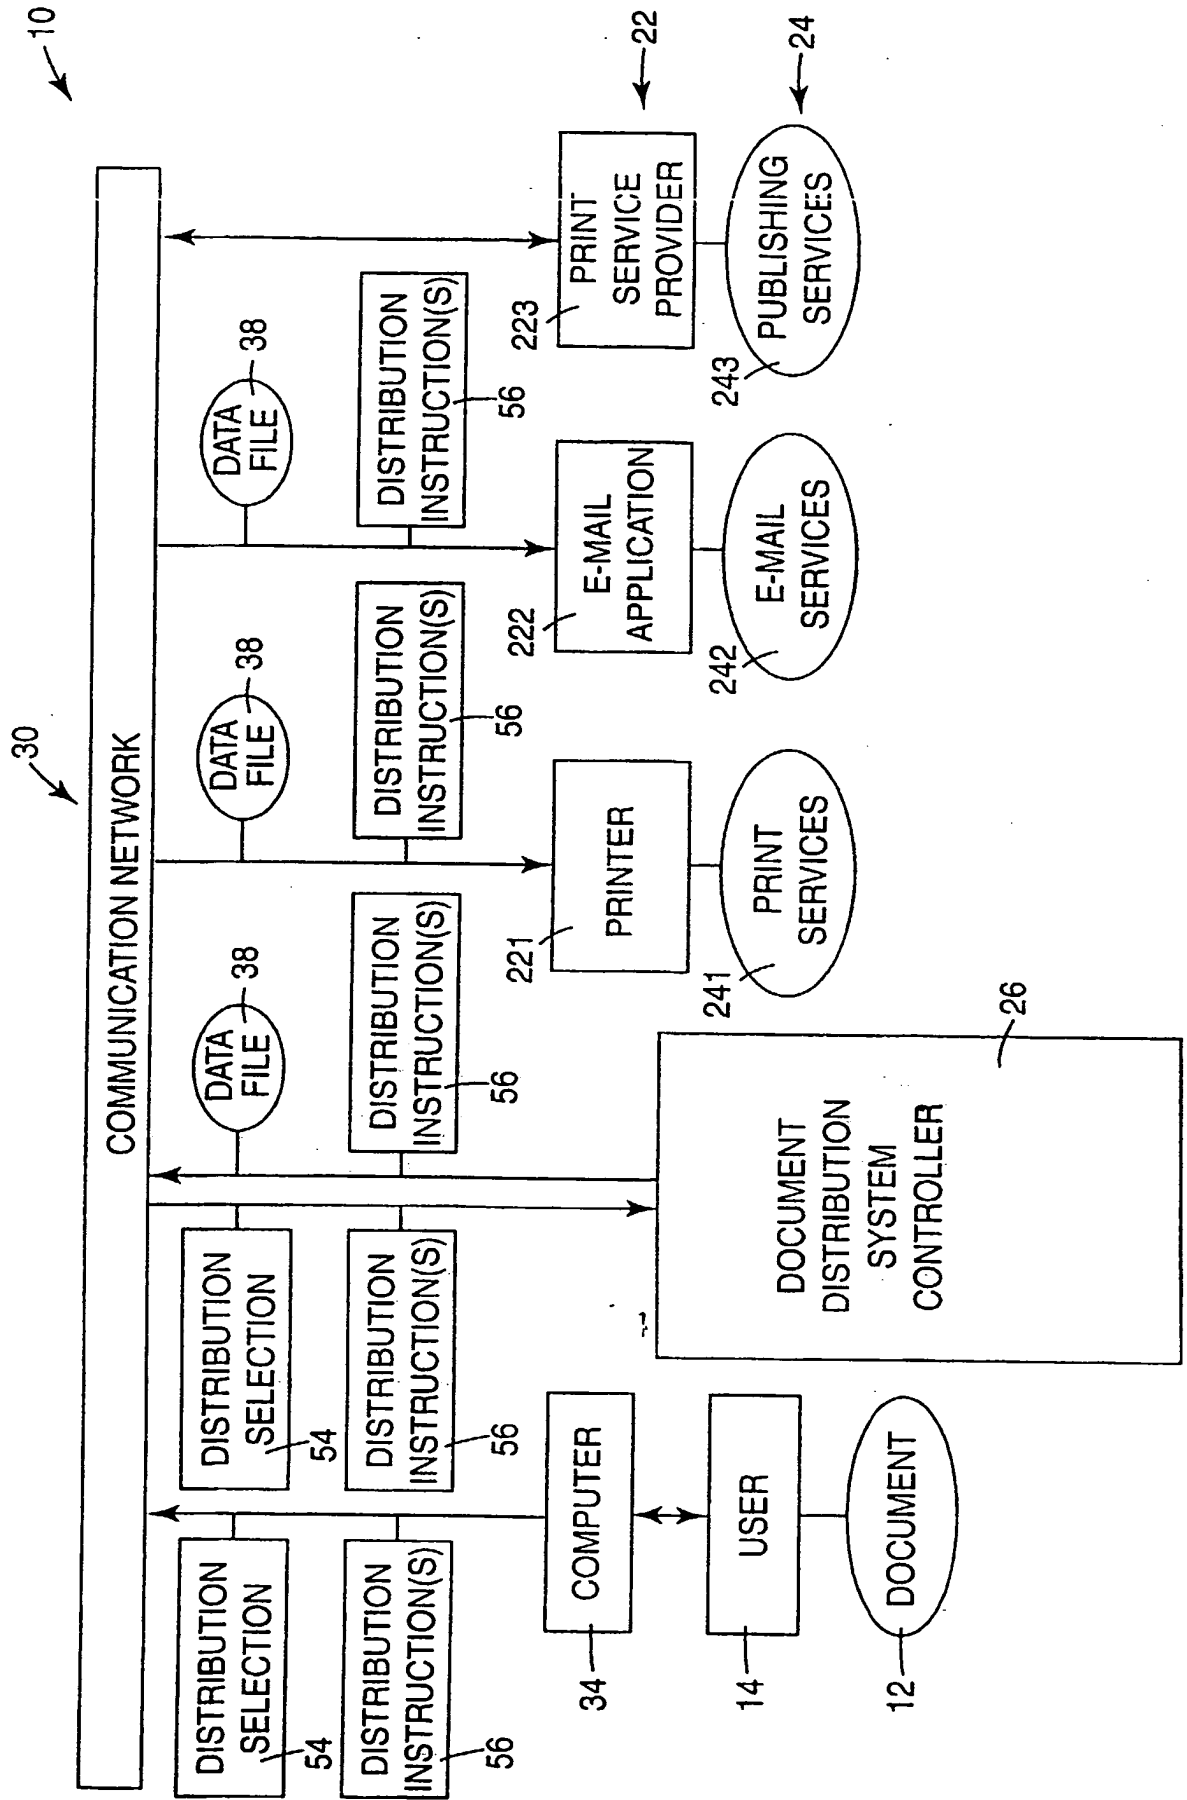 10
30
COMMUNICATION NETWORK
DISTRIBUTION
SELECTION
54
DISTRIBUTION
SELECTION
54
DATA
FILE
38
DATA
FILE
38
DATA
FILE
38
DISTRIBUTION
INSTRUCTION(S)
56
DISTRIBUTION
INSTRUCTION(S)
56
DISTRIBUTION
INSTRUCTION(S)
56
DISTRIBUTION
INSTRUCTION(S)
56
DISTRIBUTION
INSTRUCTION(S)
56
34
COMPUTER
14
USER
12
DOCUMENT
DOCUMENT
DISTRIBUTION
SYSTEM
CONTROLLER
26
221
PRINTER
222
E-MAIL
APPLICATION
223
PRINT
SERVICE
PROVIDER
22
241
PRINT
SERVICES
242
E-MAIL
SERVICES
243
PUBLISHING
SERVICES
24